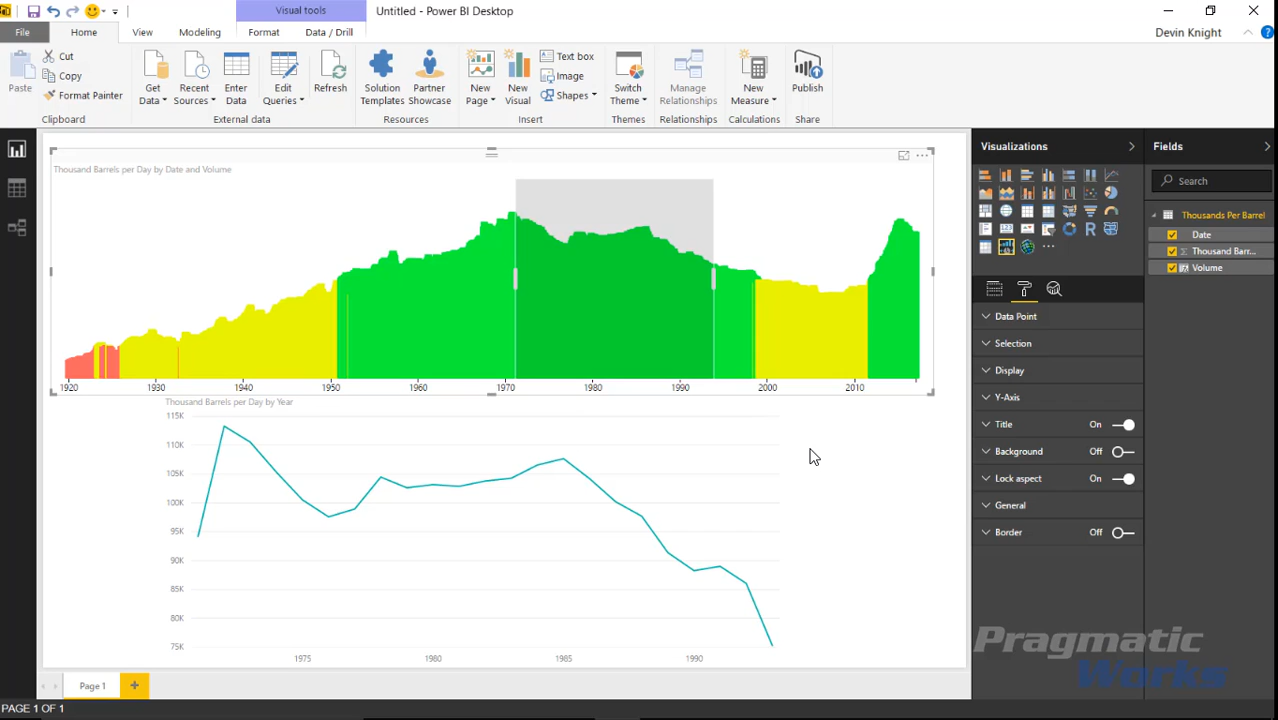 Visual tools
Untitled - Power BI Desktop
File
Home
View
Modeling
Format
Data / Drill
Devin Knight
?
Paste
Cut
Copy
Format Painter
Clipboard
Get Data
Recent Sources
Enter Data
Edit Queries
Refresh
External data
Solution Templates
Partner Showcase
Resources
New Page
New Visual
Text box
Image
Shapes
Insert
Switch Theme
Themes
Manage Relationships
Relationships
New Measure
Calculations
Publish
Share
Thousand Barrels per Day by Date and Volume
1920 1930 1940 1950 1960 1970 1980 1990 2000 2010
Thousand Barrels per Day by Year
115K
110K
105K
100K
95K
90K
85K
80K
75K
1975 1980 1985 1990
Visualizations
R
Data Point
Selection
Display
Y-Axis
Title On
Background Off
Lock aspect On
General
Border Off
Fields
Search
Thousands Per Barrel
Date
Σ Thousand Barr...
Volume
Pragmatic
Works
Page 1
+
PAGE 1 OF 1